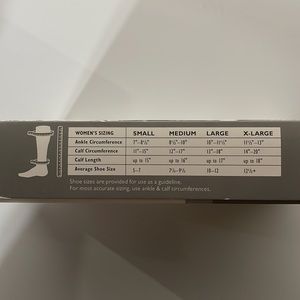 WOMEN'S SIZING SMALL MEDIUM LARGE X-LARGE
Ankle Circumference 7"-8½" 8½"-10" 10"-11½" 11½"-13"
Calf Circumference 11"-15" 12"-17" 13"-18" 14"-20"
Calf Length up to 15" up to 16" up to 17" up to 18"
Average Shoe Size 5-7 7½-9½ 10-12 12½+
Shoe sizes are provided for use as a guideline.
For most accurate sizing, use ankle & calf circumferences.